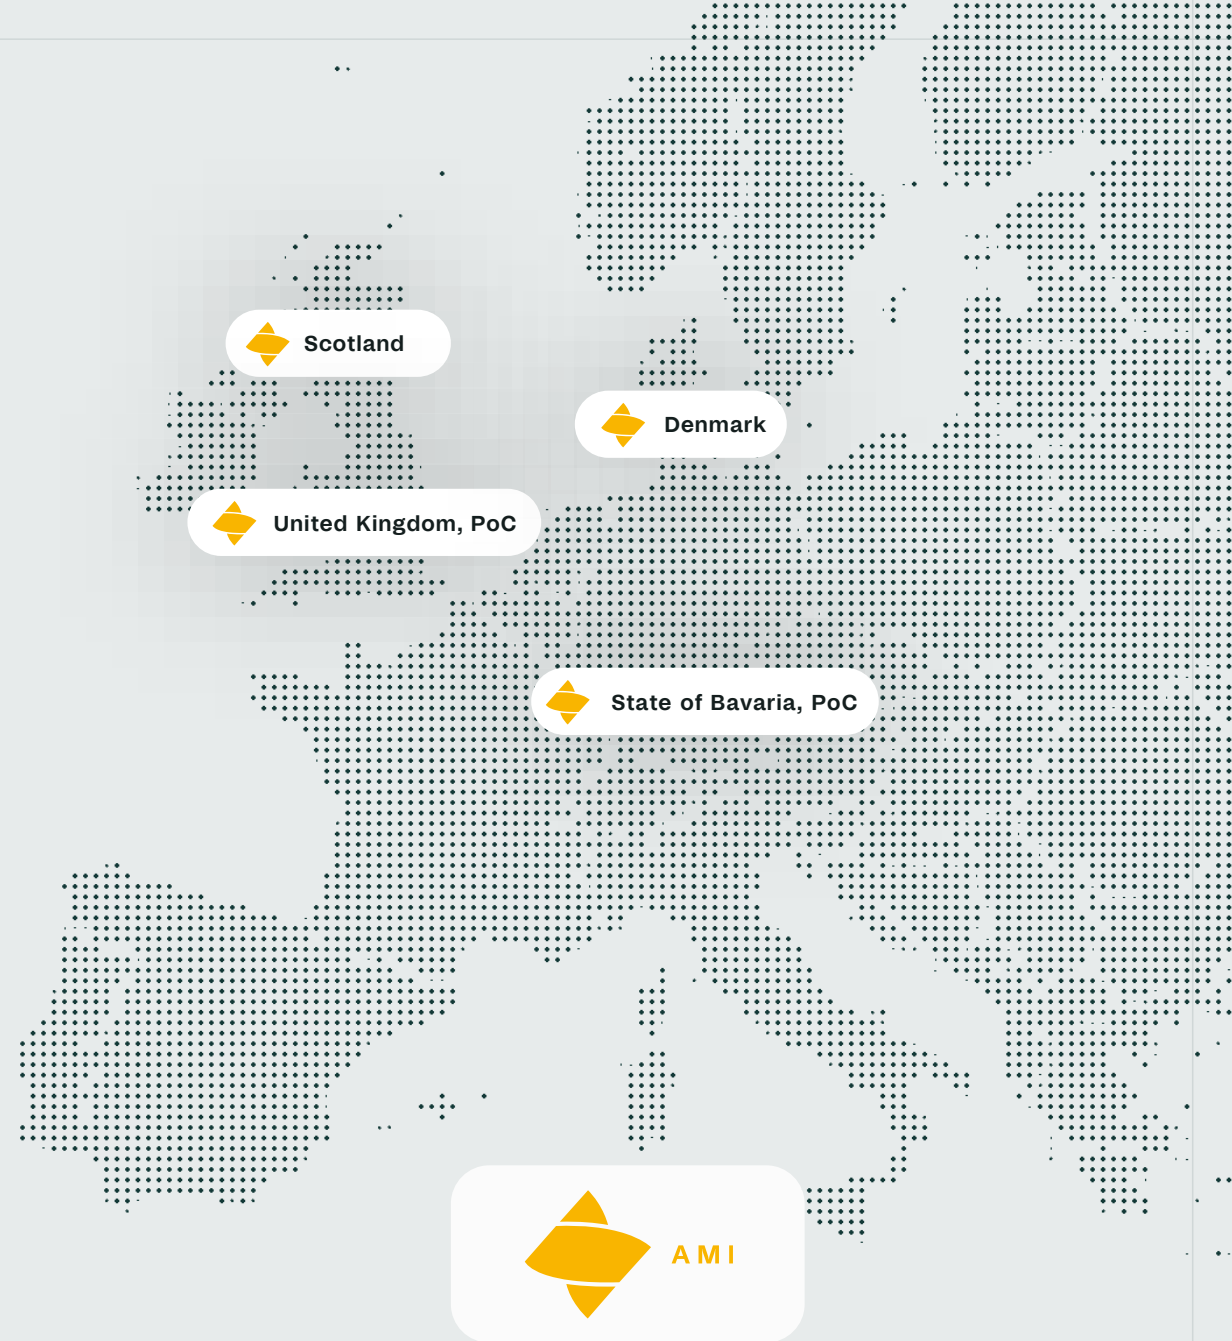 Scotland
Denmark
United Kingdom, PoC
State of Bavaria, PoC
AMI